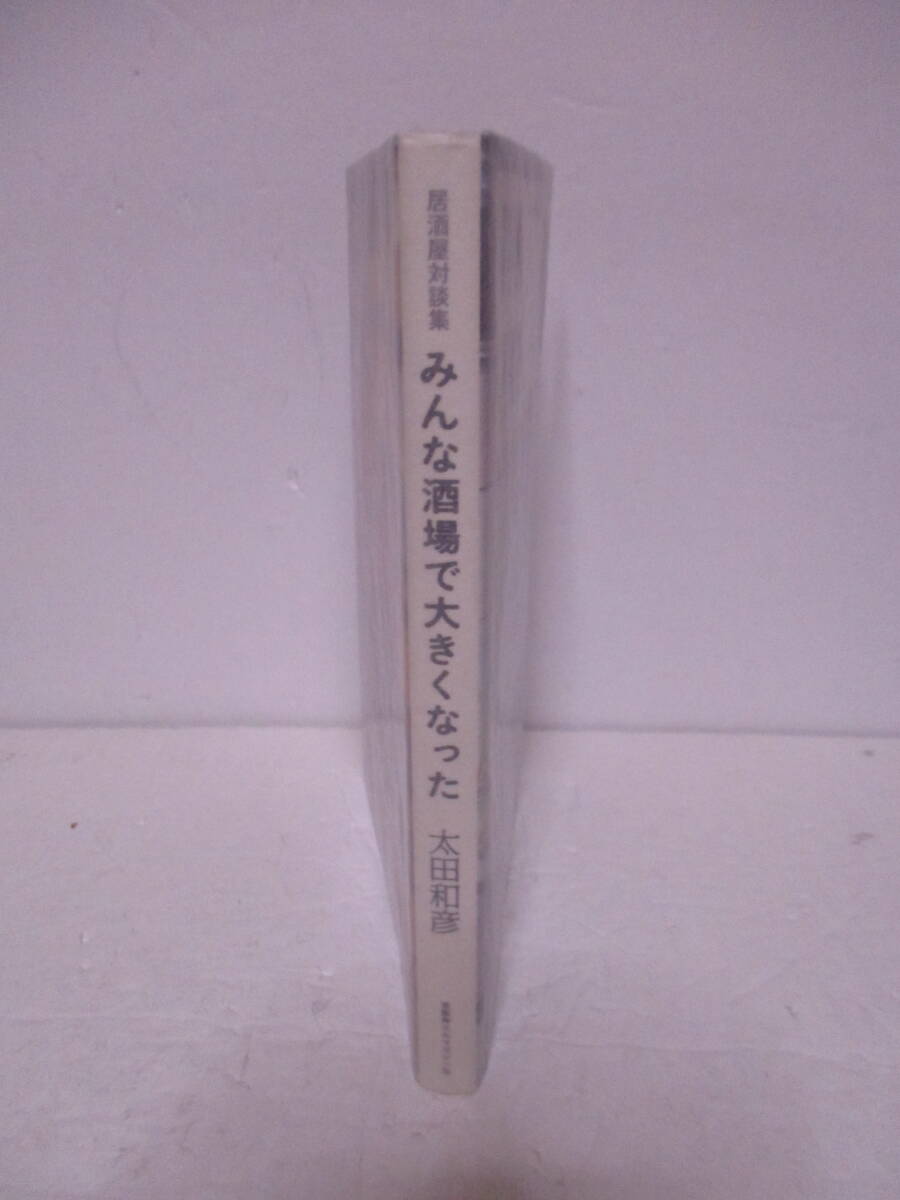 居酒屋対談集
みんな酒場で大きくなった
太田和彦